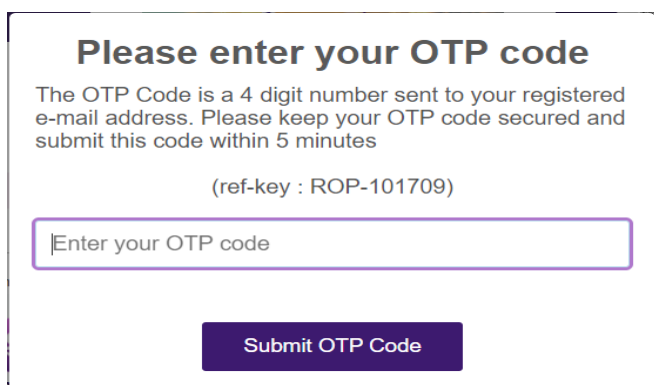 Please enter your OTP code
The OTP Code is a 4 digit number sent to your registered
e-mail address. Please keep your OTP code secured and
submit this code within 5 minutes
(ref-key : ROP-101709)
Enter your OTP code
Submit OTP Code